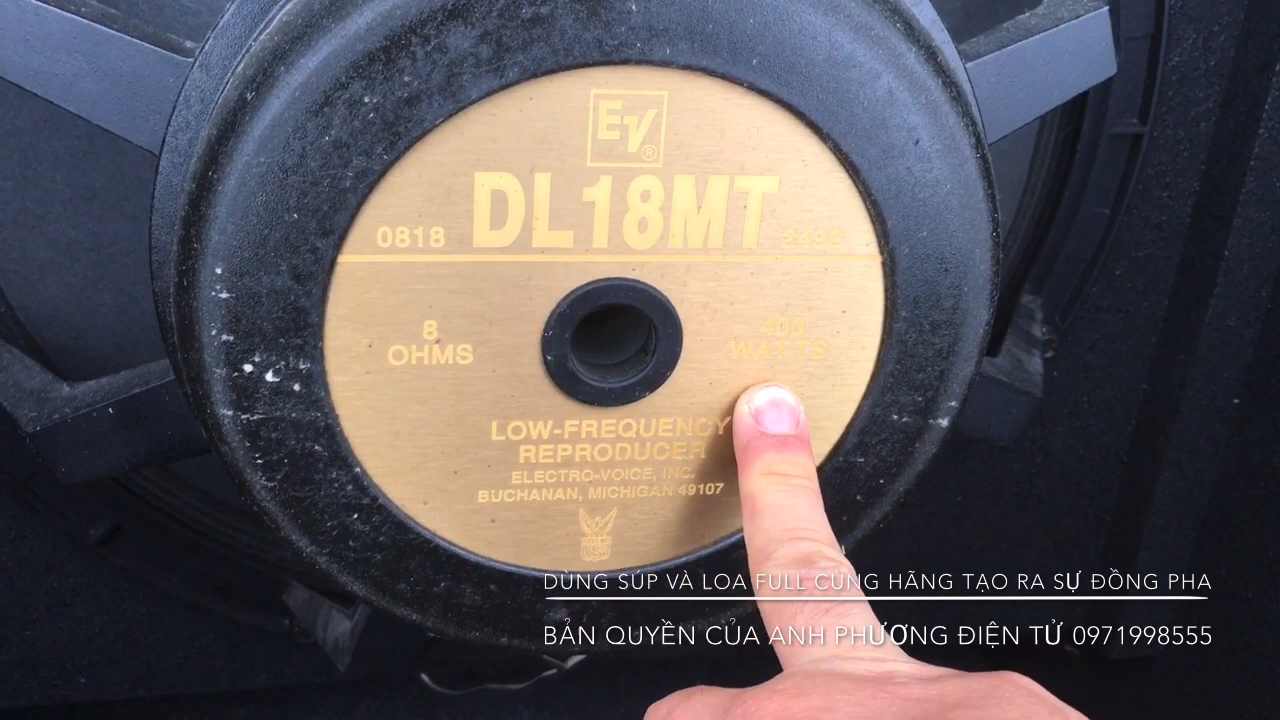 EV®
DL18MT
0818
8
OHMS
400
WATTS
LOW-FREQUENCY
REPRODUCER
ELECTRO-VOICE, INC.
BUCHANAN, MICHIGAN 49107
DÙNG SÚP VÀ LOA FULL CÙNG HÃNG TẠO RA SỰ ĐỒNG PHA
BẢN QUYỀN CỦA ANH PHƯƠNG ĐIỆN TỬ 0971998555